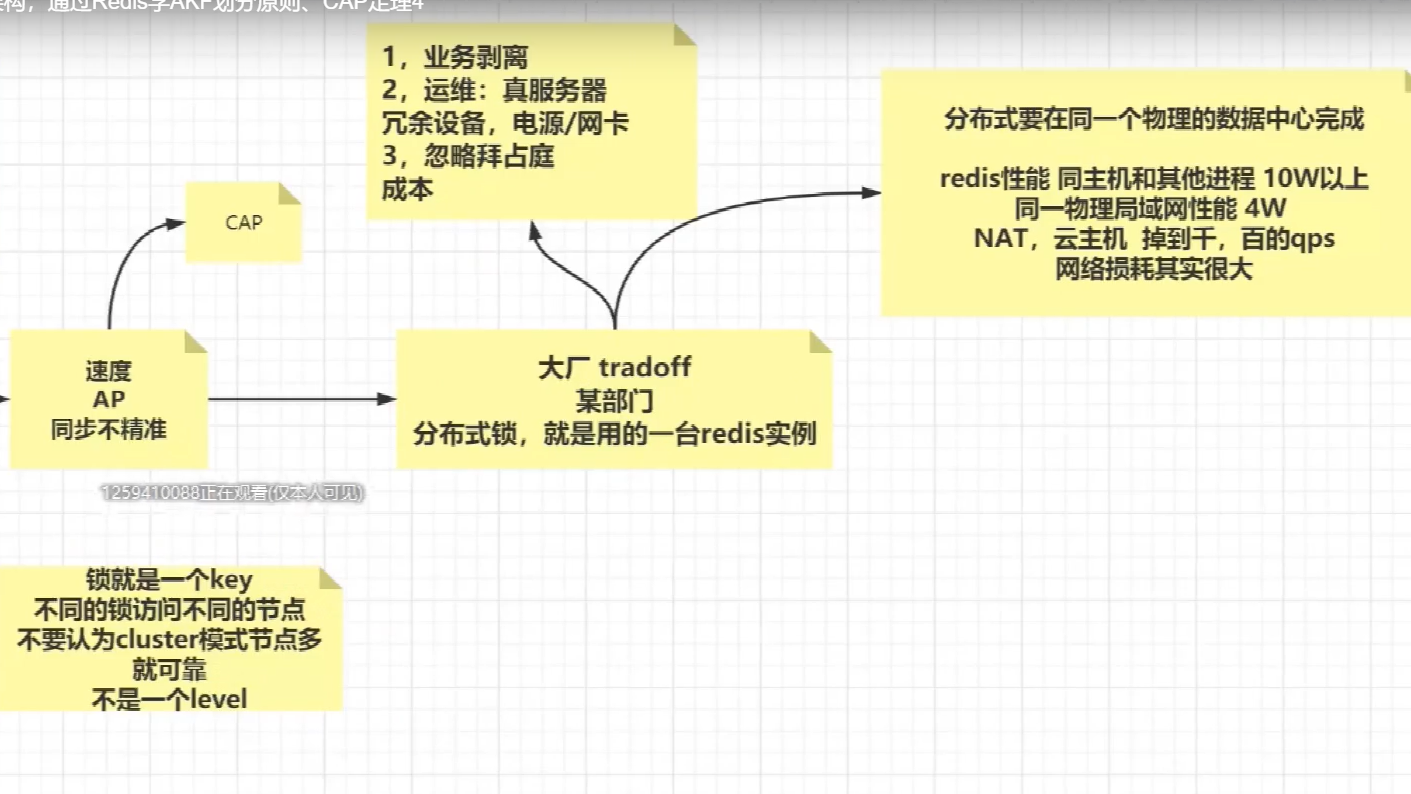 构，通过Redis学AKF划分原则、CAP定理4
1，业务剥离
2，运维：真服务器
冗余设备，电源/网卡
3，忽略拜占庭
成本
分布式要在同一个物理的数据中心完成
redis性能 同主机和其他进程 10W以上
同一物理局域网性能 4W
NAT，云主机 掉到千，百的qps
网络损耗其实很大
CAP
速度
AP
同步不精准
大厂 tradoff
某部门
分布式锁，就是用的一台redis实例
1259410088正在观看(仅本人可见)
锁就是一个key
不同的锁访问不同的节点
不要认为cluster模式节点多
就可靠
不是一个level